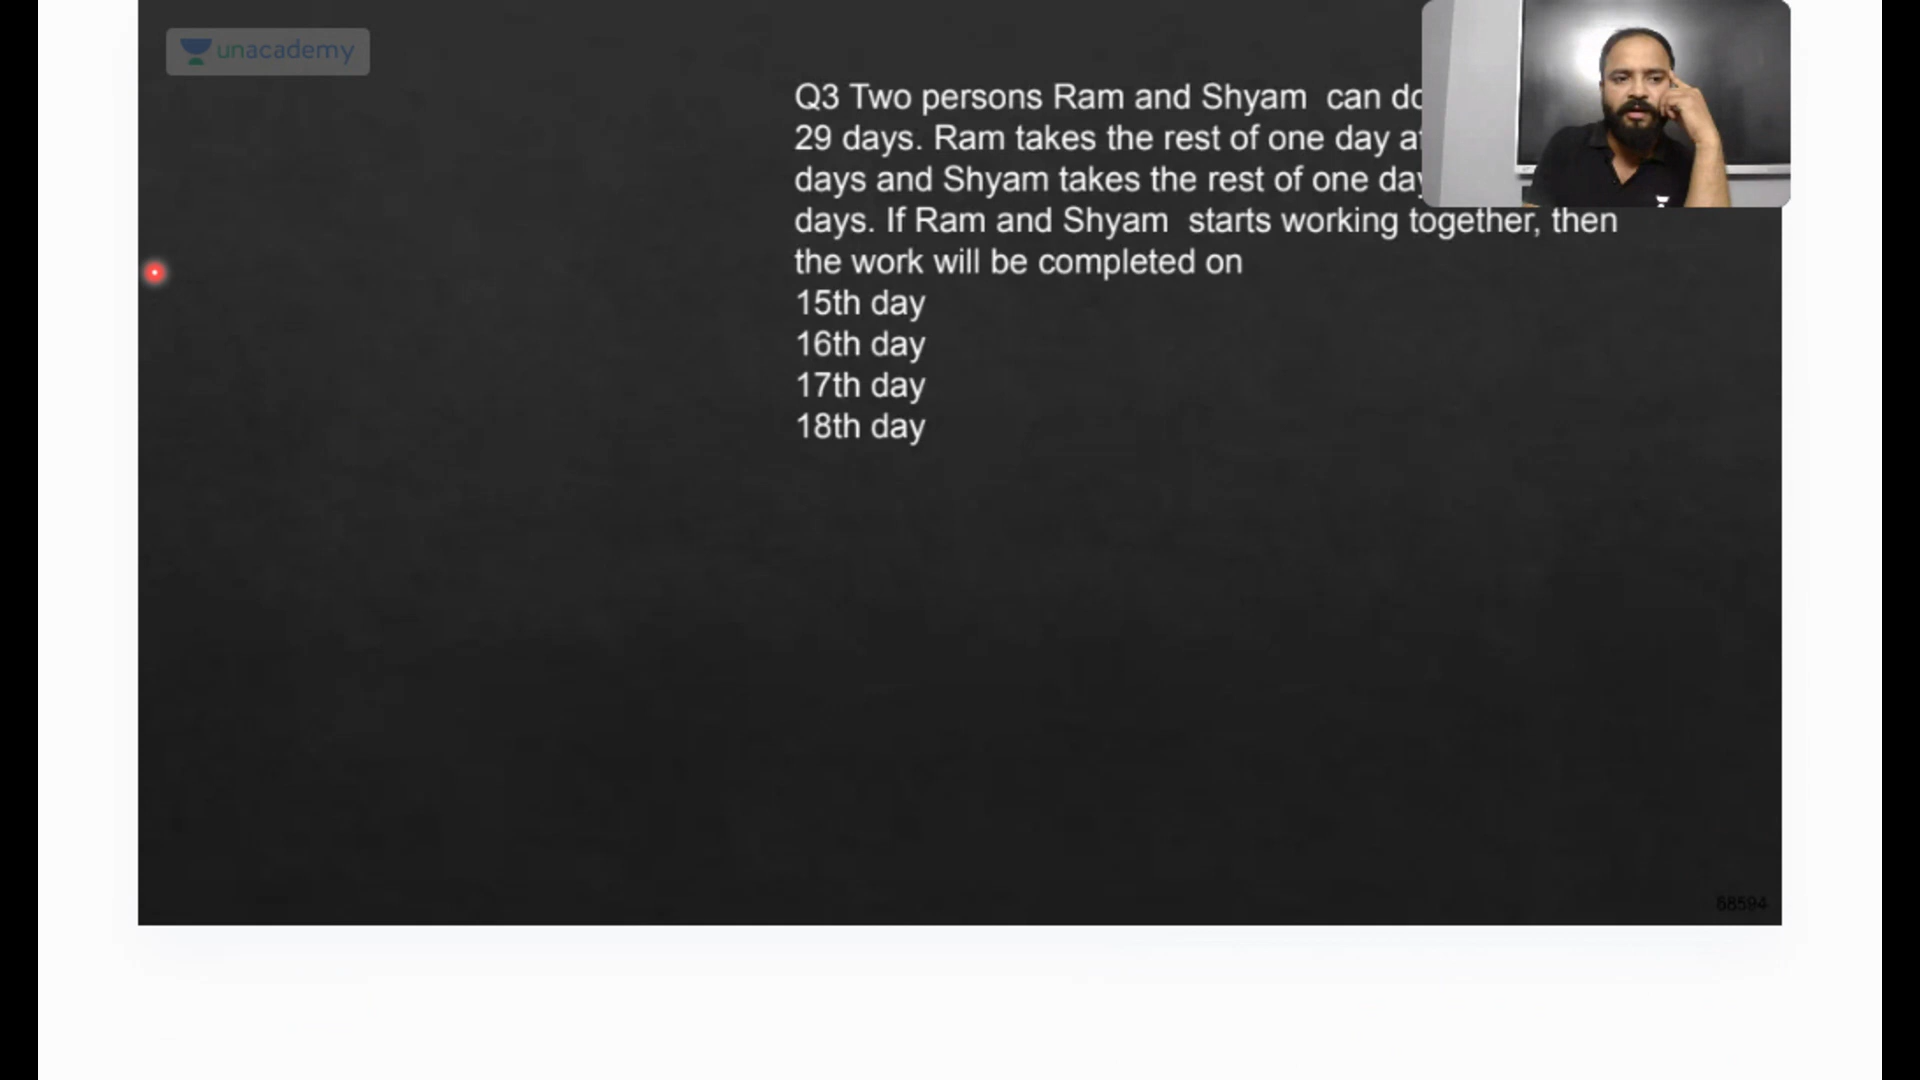 unacademy
Q3 Two persons Ram and Shyam can do
29 days. Ram takes the rest of one day
days and Shyam takes the rest of one day
days. If Ram and Shyam starts working together, then
the work will be completed on
15th day
16th day
17th day
18th day
58594